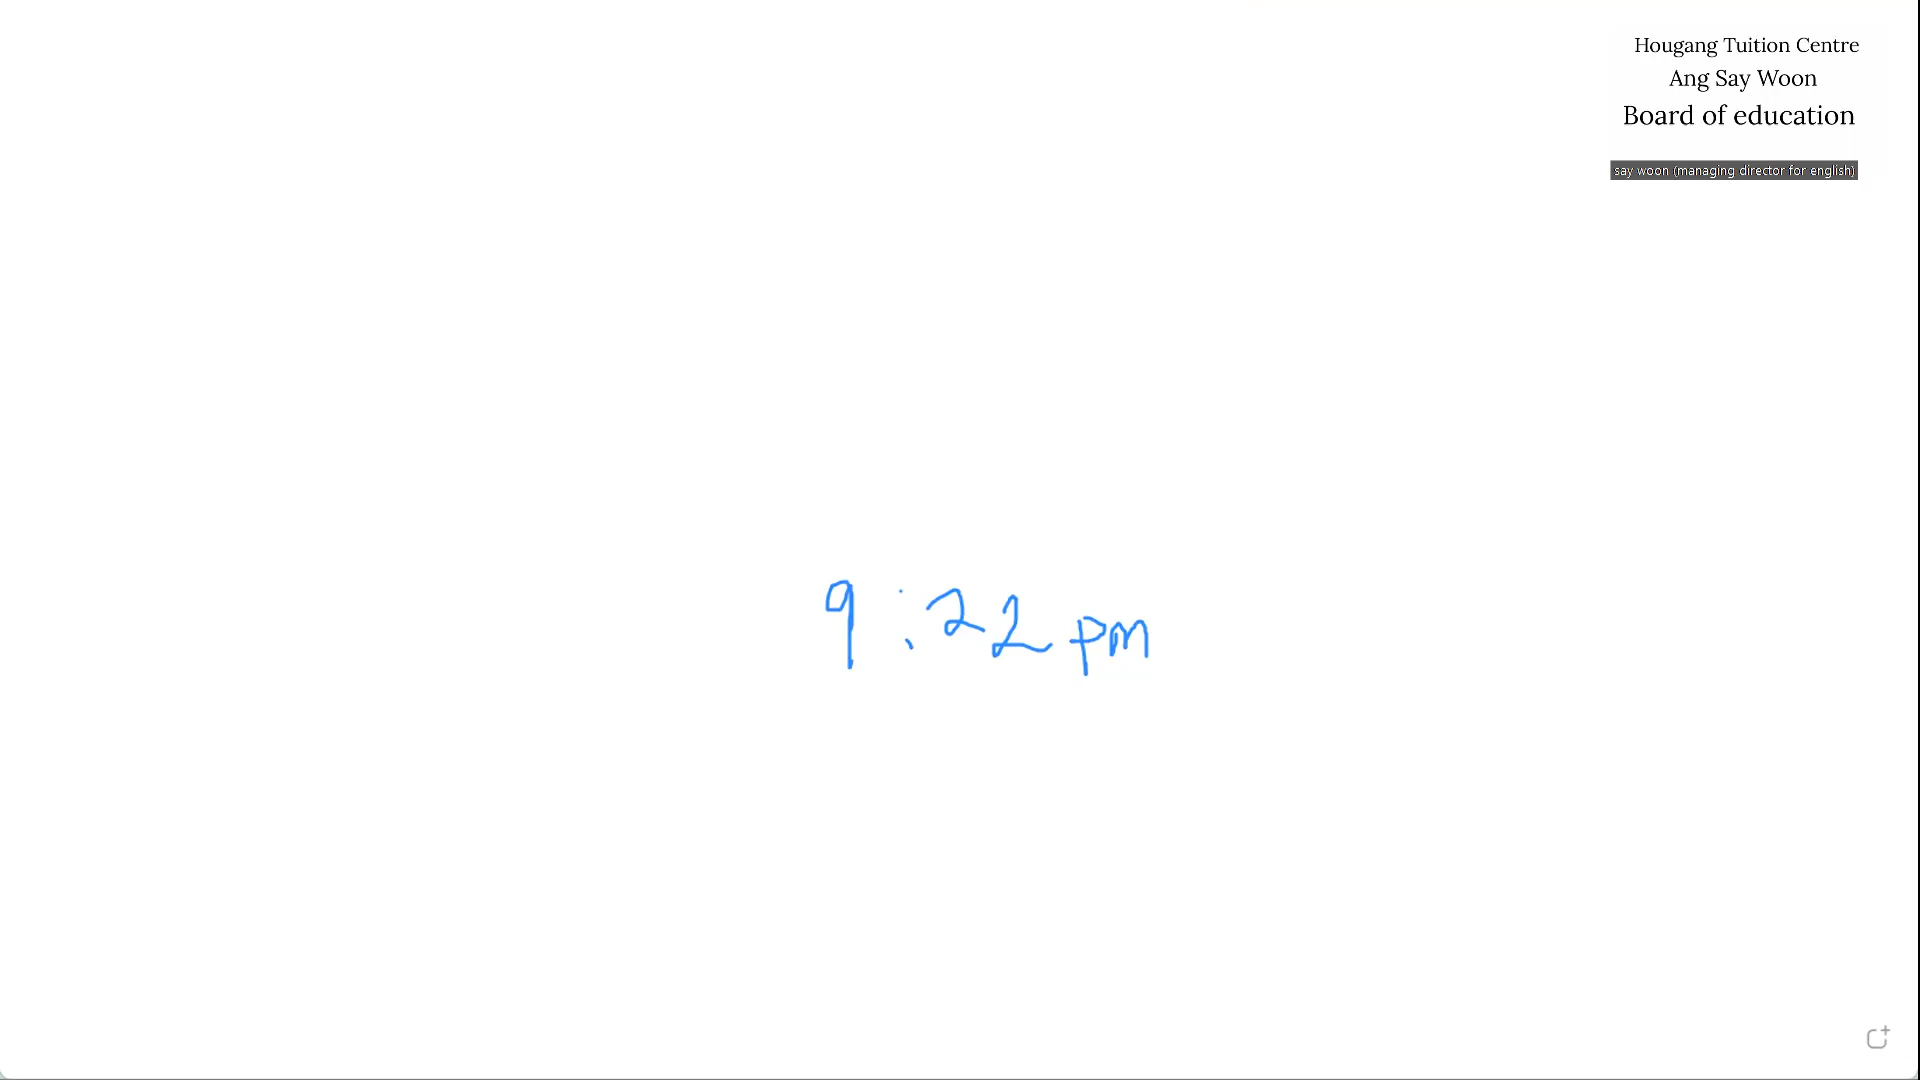 Hougang Tuition Centre
Ang Say Woon
Board of education
say woon (managing director for english)
9:22 pm